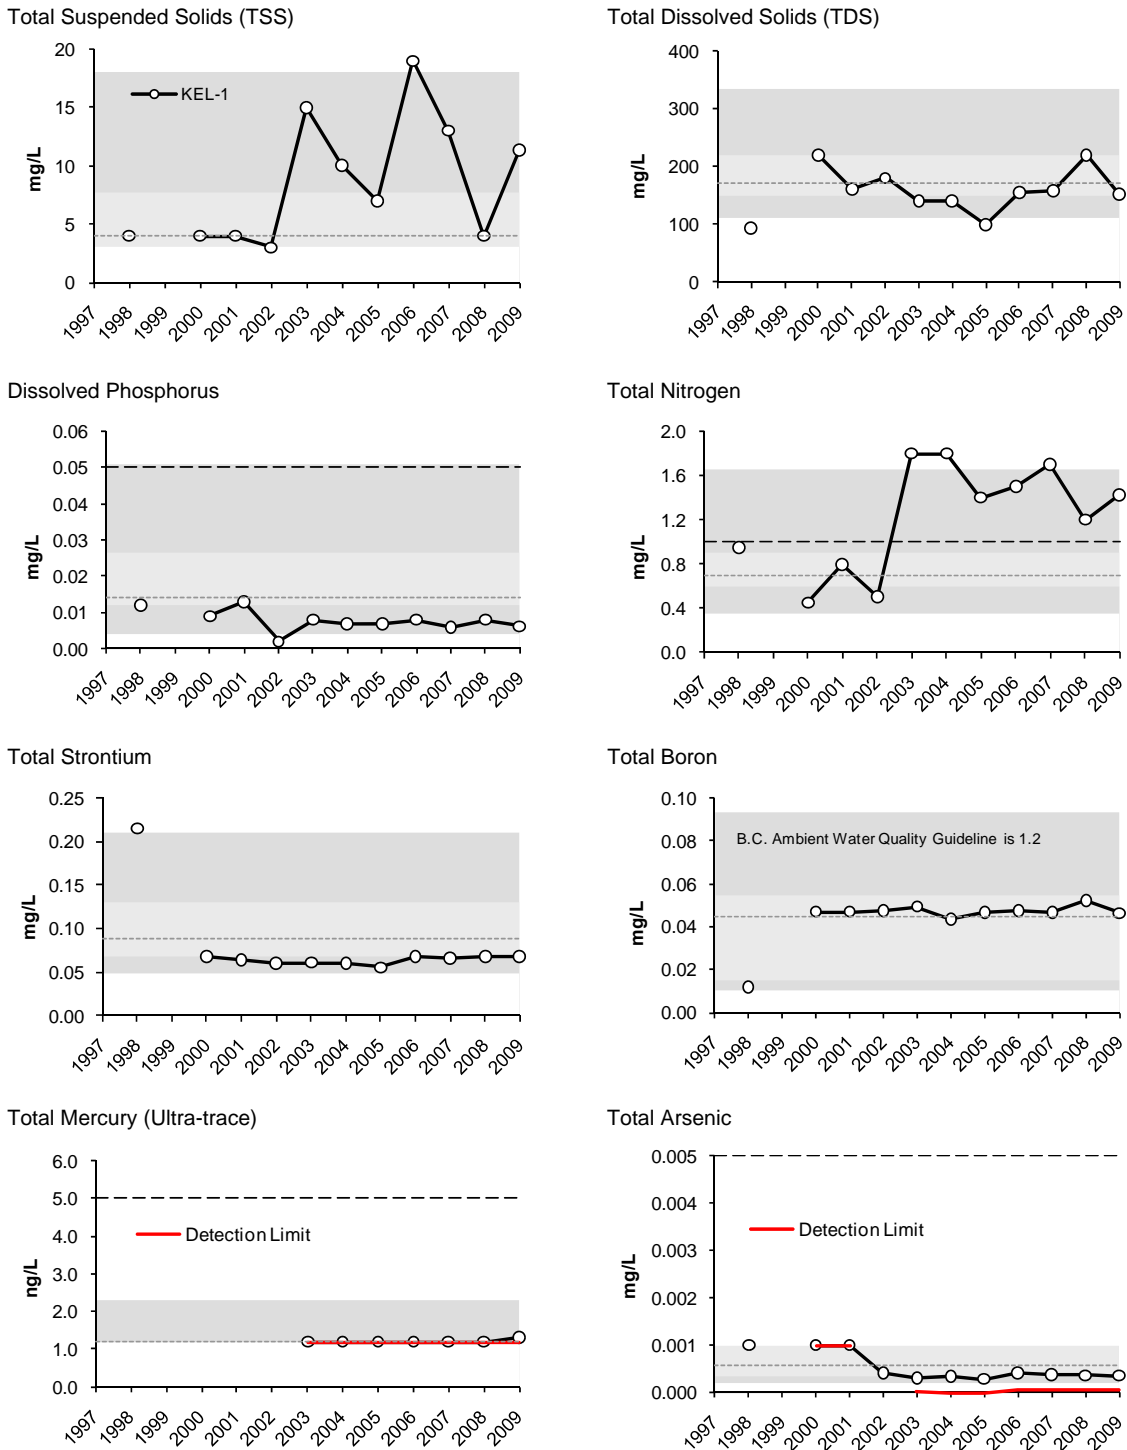 Total Suspended Solids (TSS)
20
15
10
5
0
mg/L
KEL-1
1997 1998 1999 2000 2001 2002 2003 2004 2005 2006 2007 2008 2009
Total Dissolved Solids (TDS)
400
300
200
100
0
mg/L
1997 1998 1999 2000 2001 2002 2003 2004 2005 2006 2007 2008 2009
Dissolved Phosphorus
0.06
0.05
0.04
0.03
0.02
0.01
0.00
mg/L
1997 1998 1999 2000 2001 2002 2003 2004 2005 2006 2007 2008 2009
Total Nitrogen
2.0
1.6
1.2
0.8
0.4
0.0
mg/L
1997 1998 1999 2000 2001 2002 2003 2004 2005 2006 2007 2008 2009
Total Strontium
0.25
0.20
0.15
0.10
0.05
0.00
mg/L
1997 1998 1999 2000 2001 2002 2003 2004 2005 2006 2007 2008 2009
Total Boron
0.10
0.08
0.06
0.04
0.02
0.00
mg/L
B.C. Ambient Water Quality Guideline is 1.2
1997 1998 1999 2000 2001 2002 2003 2004 2005 2006 2007 2008 2009
Total Mercury (Ultra-trace)
6.0
5.0
4.0
3.0
2.0
1.0
0.0
ng/L
Detection Limit
1997 1998 1999 2000 2001 2002 2003 2004 2005 2006 2007 2008 2009
Total Arsenic
0.005
0.004
0.003
0.002
0.001
0.000
mg/L
Detection Limit
1997 1998 1999 2000 2001 2002 2003 2004 2005 2006 2007 2008 2009